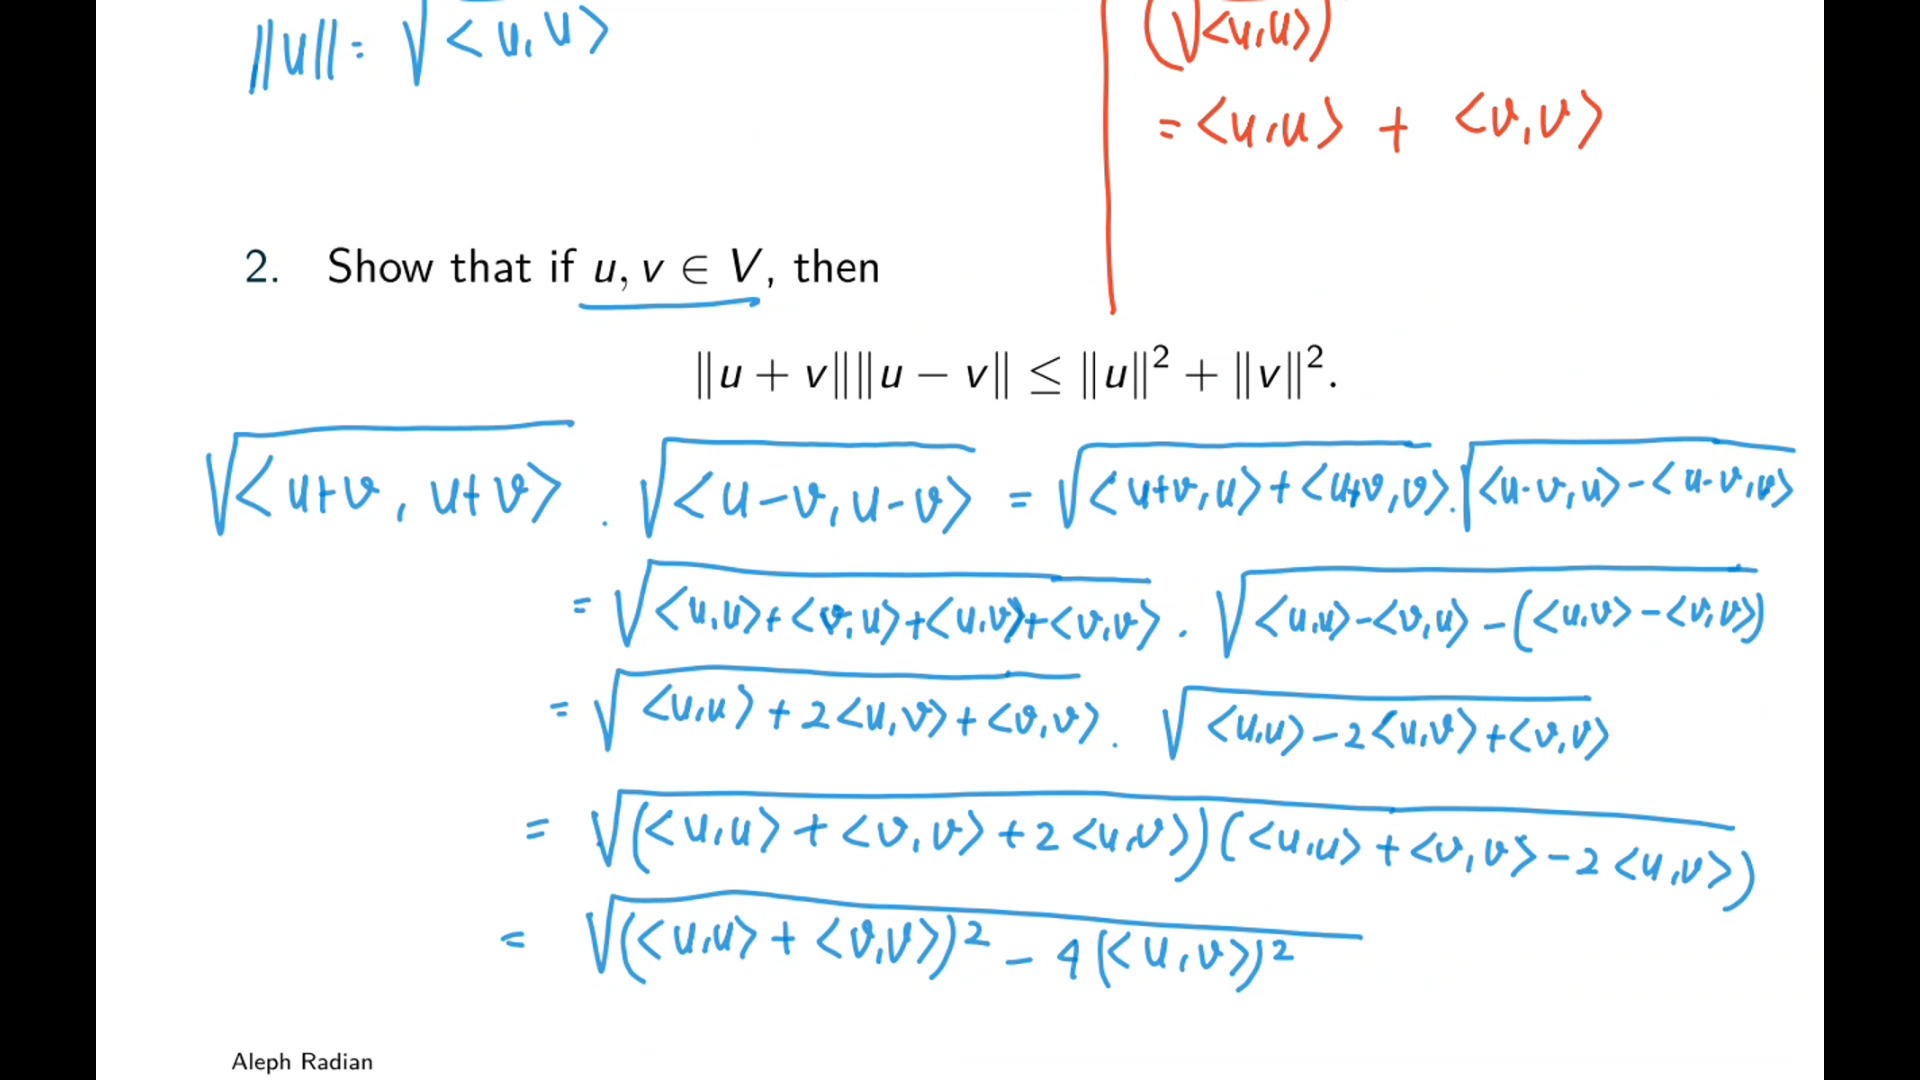 ‖u‖ = √<u,u>
(√<u,u>)
= <u,u> + <v,v>
2. Show that if u, v ∈ V, then
‖u + v‖‖u − v‖ ≤ ‖u‖² + ‖v‖².
√<u+v, u+v> . √<u-v, u-v> = √<u+v,u>+<u+v,v> . √<u-v,u>-<u-v,v>
= √<u,u>+<v,u>+<u,v>+<v,v> . √<u,u>-<v,u>-(<u,v>-<v,v>)
= √<u,u>+2<u,v>+<v,v> . √<u,u>-2<u,v>+<v,v>
= √(<u,u>+<v,v>+2<u,v>)(<u,u>+<v,v>-2<u,v>)
= √(<u,u>+<v,v>)²-4(<u,v>)²
Aleph Radian